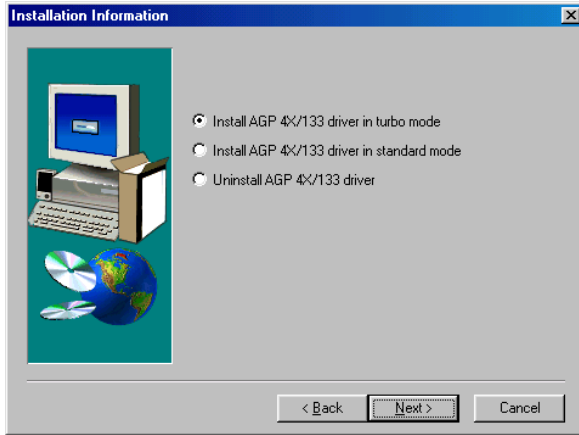 Installation Information
Install AGP 4X/133 driver in turbo mode
Install AGP 4X/133 driver in standard mode
Uninstall AGP 4X/133 driver
< Back
Next >
Cancel